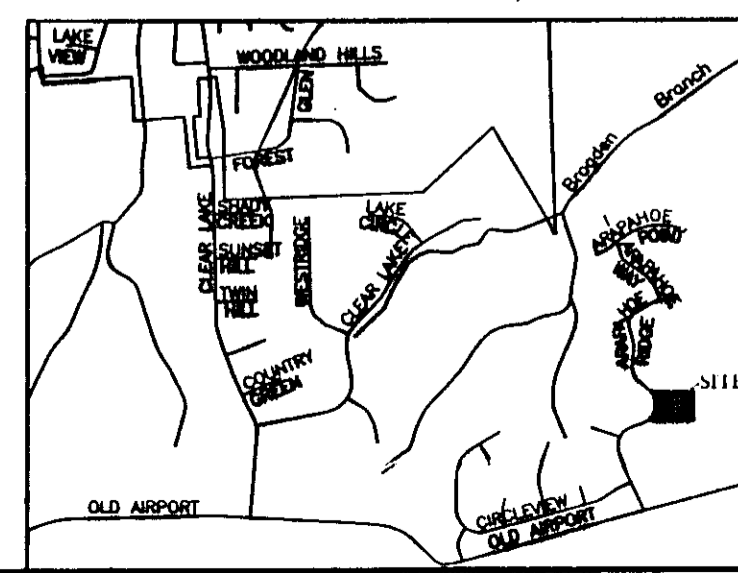 LAKE
VIEW
WOODLAND HILLS
GLEN
Brogden Branch
FOREST
CLEAR LAKE
SHADY
CREEK
SUNSET
HILL
TWIN
HILL
WESTRIDGE
LAKE
CIRCLE
CLEAR LAKE
ARAPAHOE
POND
ARAPAHOE
ARAPAHOE
RIDGE
COUNTRY
GREEN
SITE
OLD AIRPORT
CIRCLEVIEW
OLD AIRPORT